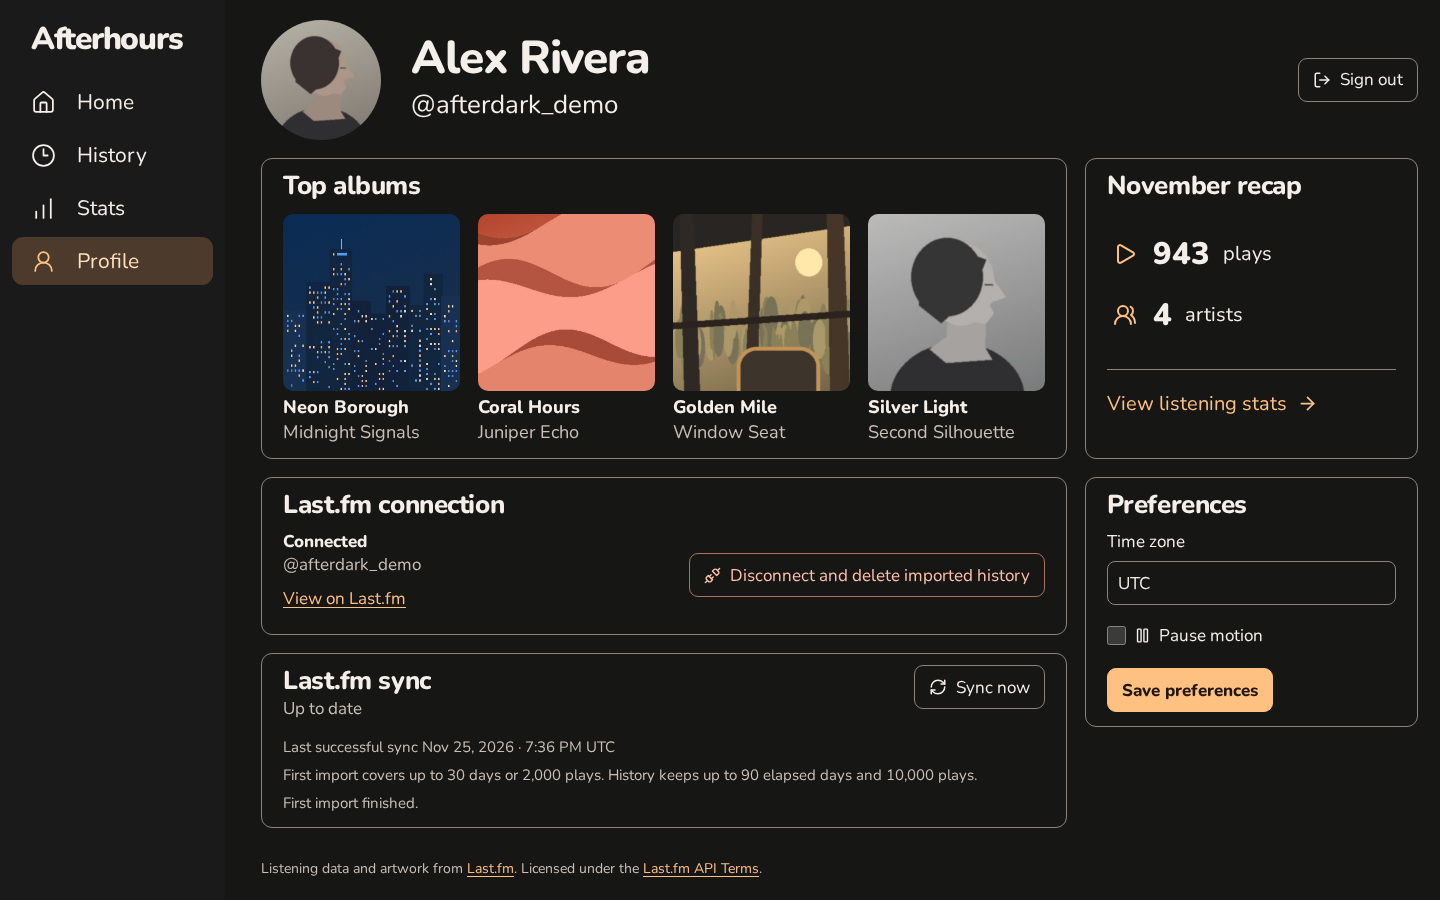 Afterhours
Home
History
Stats
Profile
Alex Rivera
@afterdark_demo
Sign out
Top albums
Neon Borough
Midnight Signals
Coral Hours
Juniper Echo
Golden Mile
Window Seat
Silver Light
Second Silhouette
November recap
943 plays
4 artists
View listening stats
Last.fm connection
Connected
@afterdark_demo
View on Last.fm
Disconnect and delete imported history
Preferences
Time zone
UTC
Pause motion
Save preferences
Last.fm sync
Up to date
Sync now
Last successful sync Nov 25, 2026 · 7:36 PM UTC
First import covers up to 30 days or 2,000 plays. History keeps up to 90 elapsed days and 10,000 plays.
First import finished.
Listening data and artwork from Last.fm. Licensed under the Last.fm API Terms.